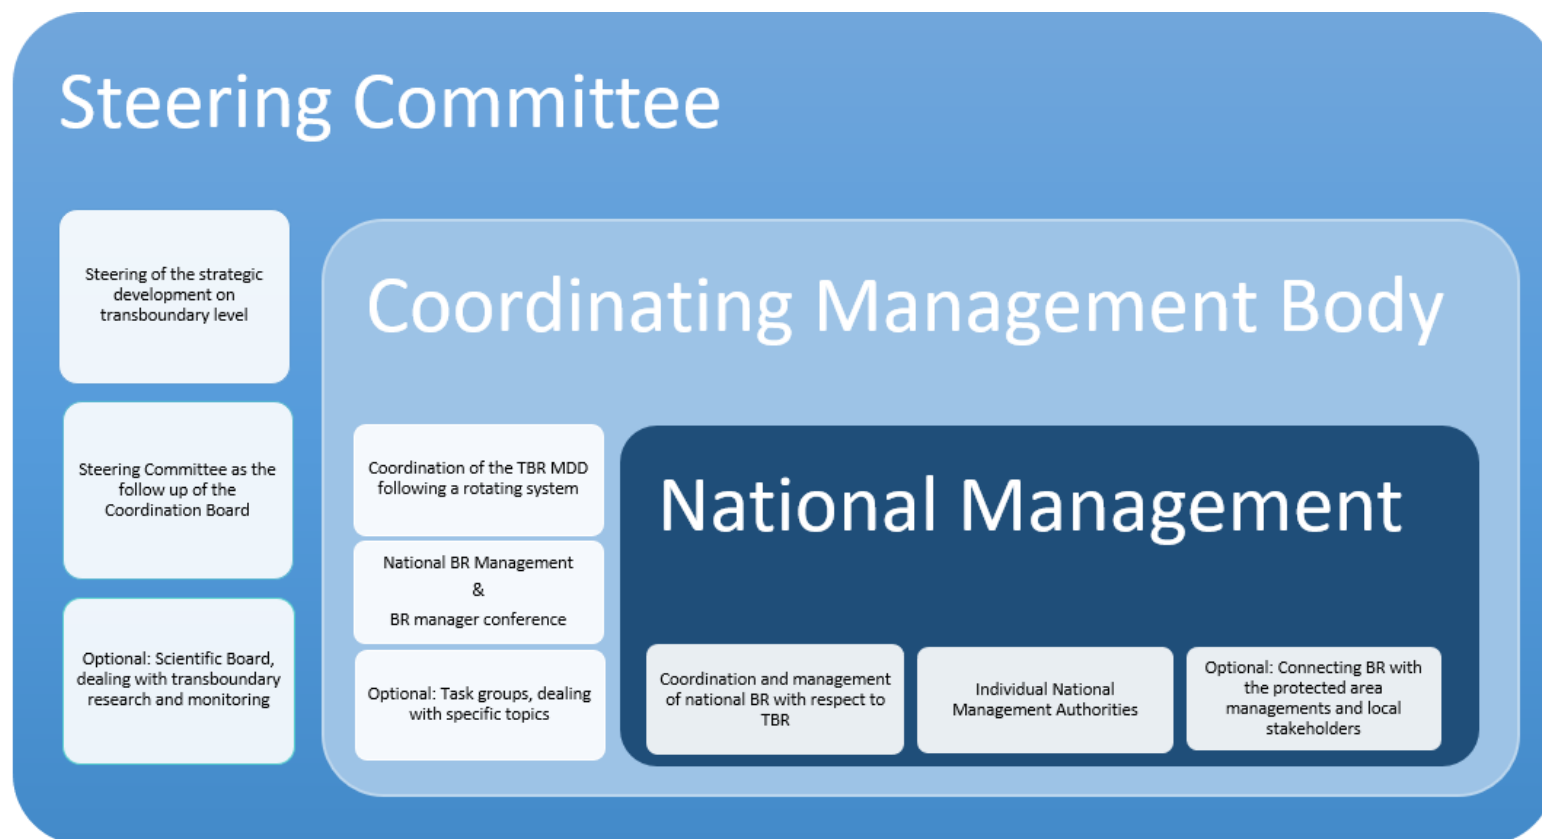 Steering Committee
Steering of the strategic
development on
transboundary level
Steering Committee as the
follow up of the
Coordination Board
Optional: Scientific Board,
dealing with transboundary
research and monitoring
Coordinating Management Body
Coordination of the TBR MDD
following a rotating system
National BR Management
&
BR manager conference
Optional: Task groups, dealing
with specific topics
National Management
Coordination and management
of national BR with respect to
TBR
Individual National
Management Authorities
Optional: Connecting BR with
the protected area
managements and local
stakeholders